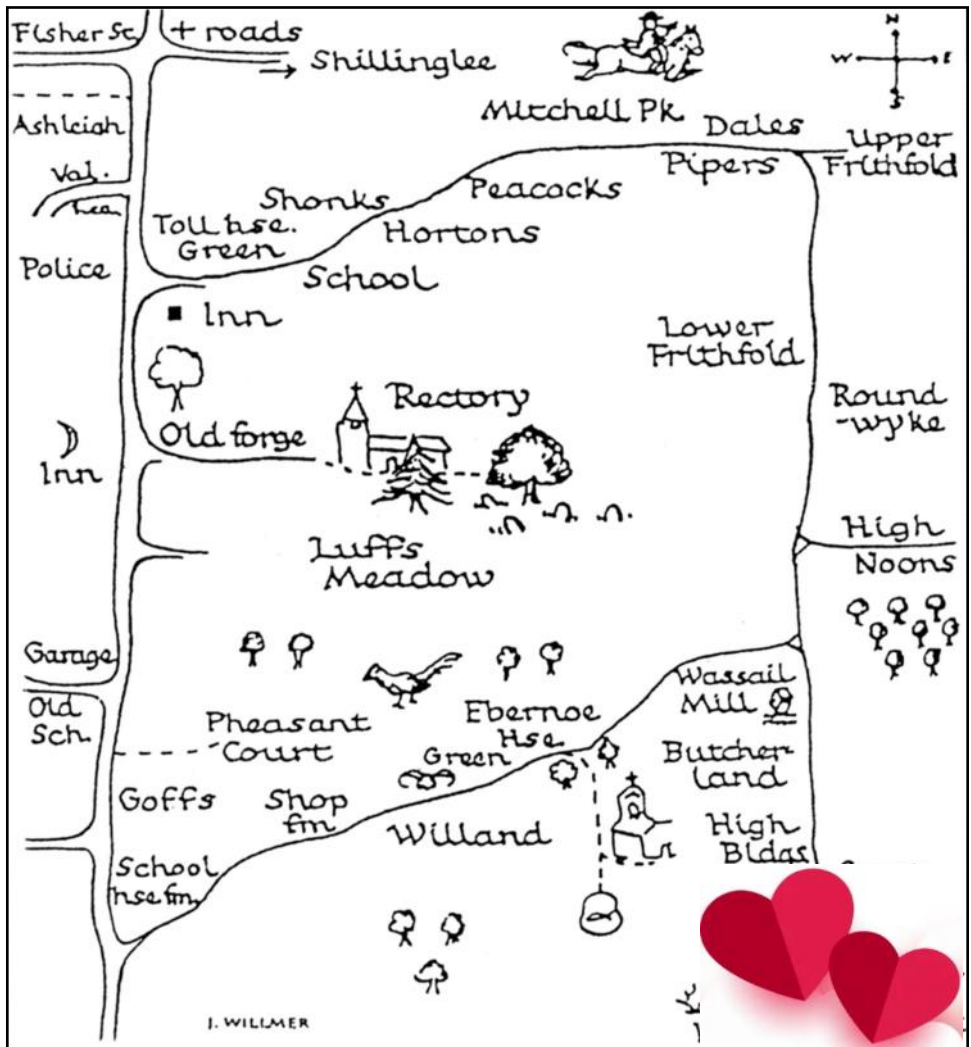 Fisher St. + roads
→ Shillinglee
N
W E
S
Mitchell Pk
Ashleigh
Dales
Upper
Frithfold
Pipers
Val.
Lea
Shonks
Peacocks
Toll hse.
Green
Hortons
Police
School
Inn
Lower
Frithfold
Rectory
Round
-wyke
Old forge
Inn
High
Noons
Luffs
Meadow
Garage
Wassail
Mill
Old
Sch.
Pheasant
Court
Ebernoe
Hse
Green
Butcher-
land
Goffs
Shop
fm
Willand
High
Bldgs
School
hse fm.
J. WILLMER